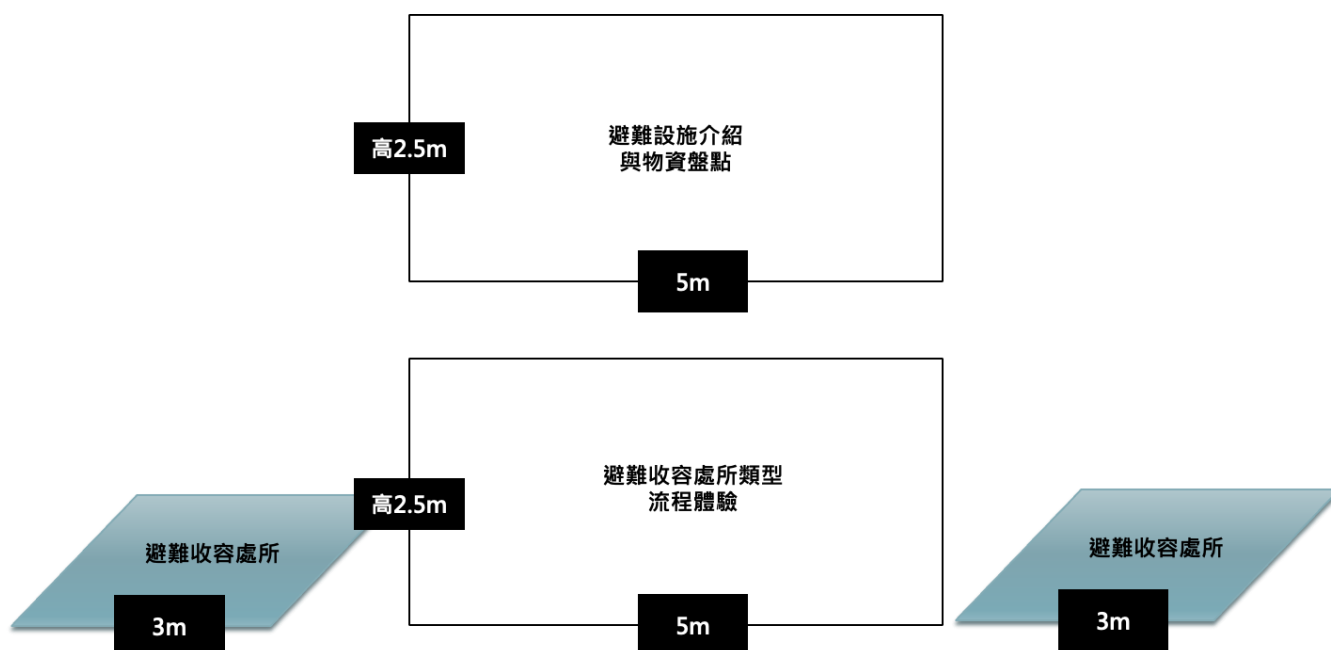 避難設施介紹
與物資盤點
高2.5m
5m
避難收容處所類型
流程體驗
高2.5m
5m
避難收容處所
3m
避難收容處所
3m